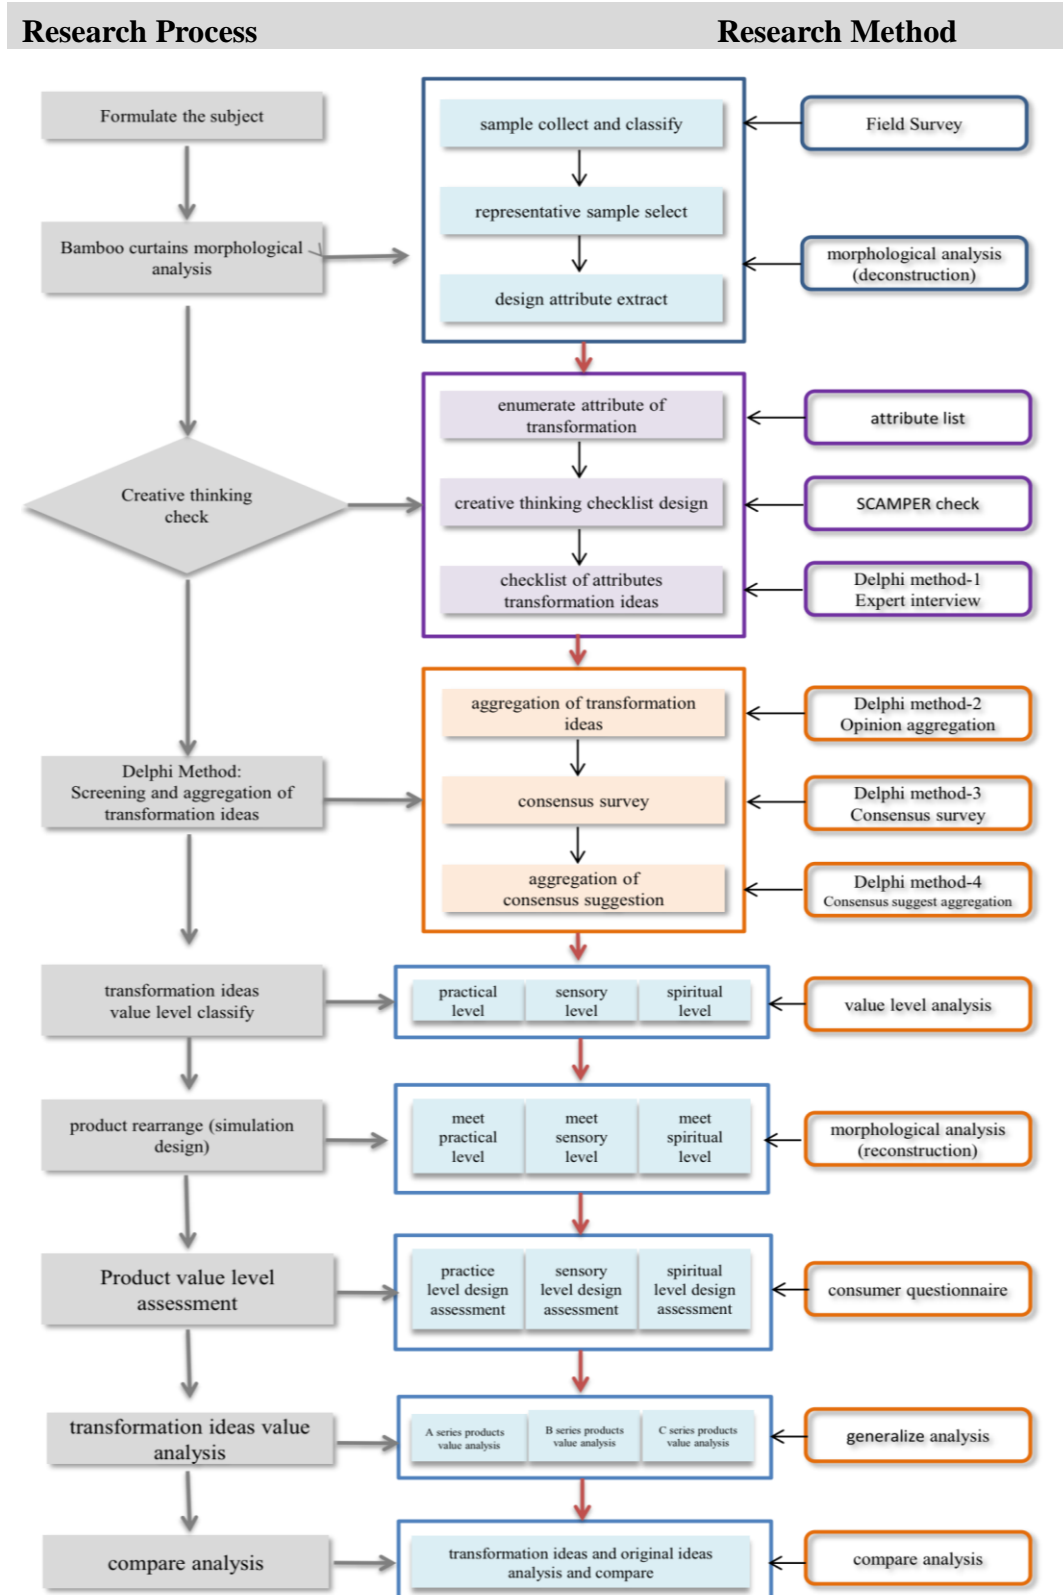 Research Process
Research Method
Formulate the subject
sample collect and classify
Field Survey
representative sample select
Bamboo curtains morphological
analysis
morphological analysis
(deconstruction)
design attribute extract
enumerate attribute of
transformation
attribute list
Creative thinking
check
creative thinking checklist design
SCAMPER check
checklist of attributes
transformation ideas
Delphi method-1
Expert interview
aggregation of transformation
ideas
Delphi method-2
Opinion aggregation
Delphi Method:
Screening and aggregation of
transformation ideas
consensus survey
Delphi method-3
Consensus survey
aggregation of
consensus suggestion
Delphi method-4
Consensus suggest aggregation
transformation ideas
value level classify
practical
level
sensory
level
spiritual
level
value level analysis
product rearrange (simulation
design)
meet
practical
level
meet
sensory
level
meet
spiritual
level
morphological analysis
(reconstruction)
Product value level
assessment
practice
level design
assessment
sensory
level design
assessment
spiritual
level design
assessment
consumer questionnaire
transformation ideas value
analysis
A series products
value analysis
B series products
value analysis
C series products
value analysis
generalize analysis
compare analysis
transformation ideas and original ideas
analysis and compare
compare analysis